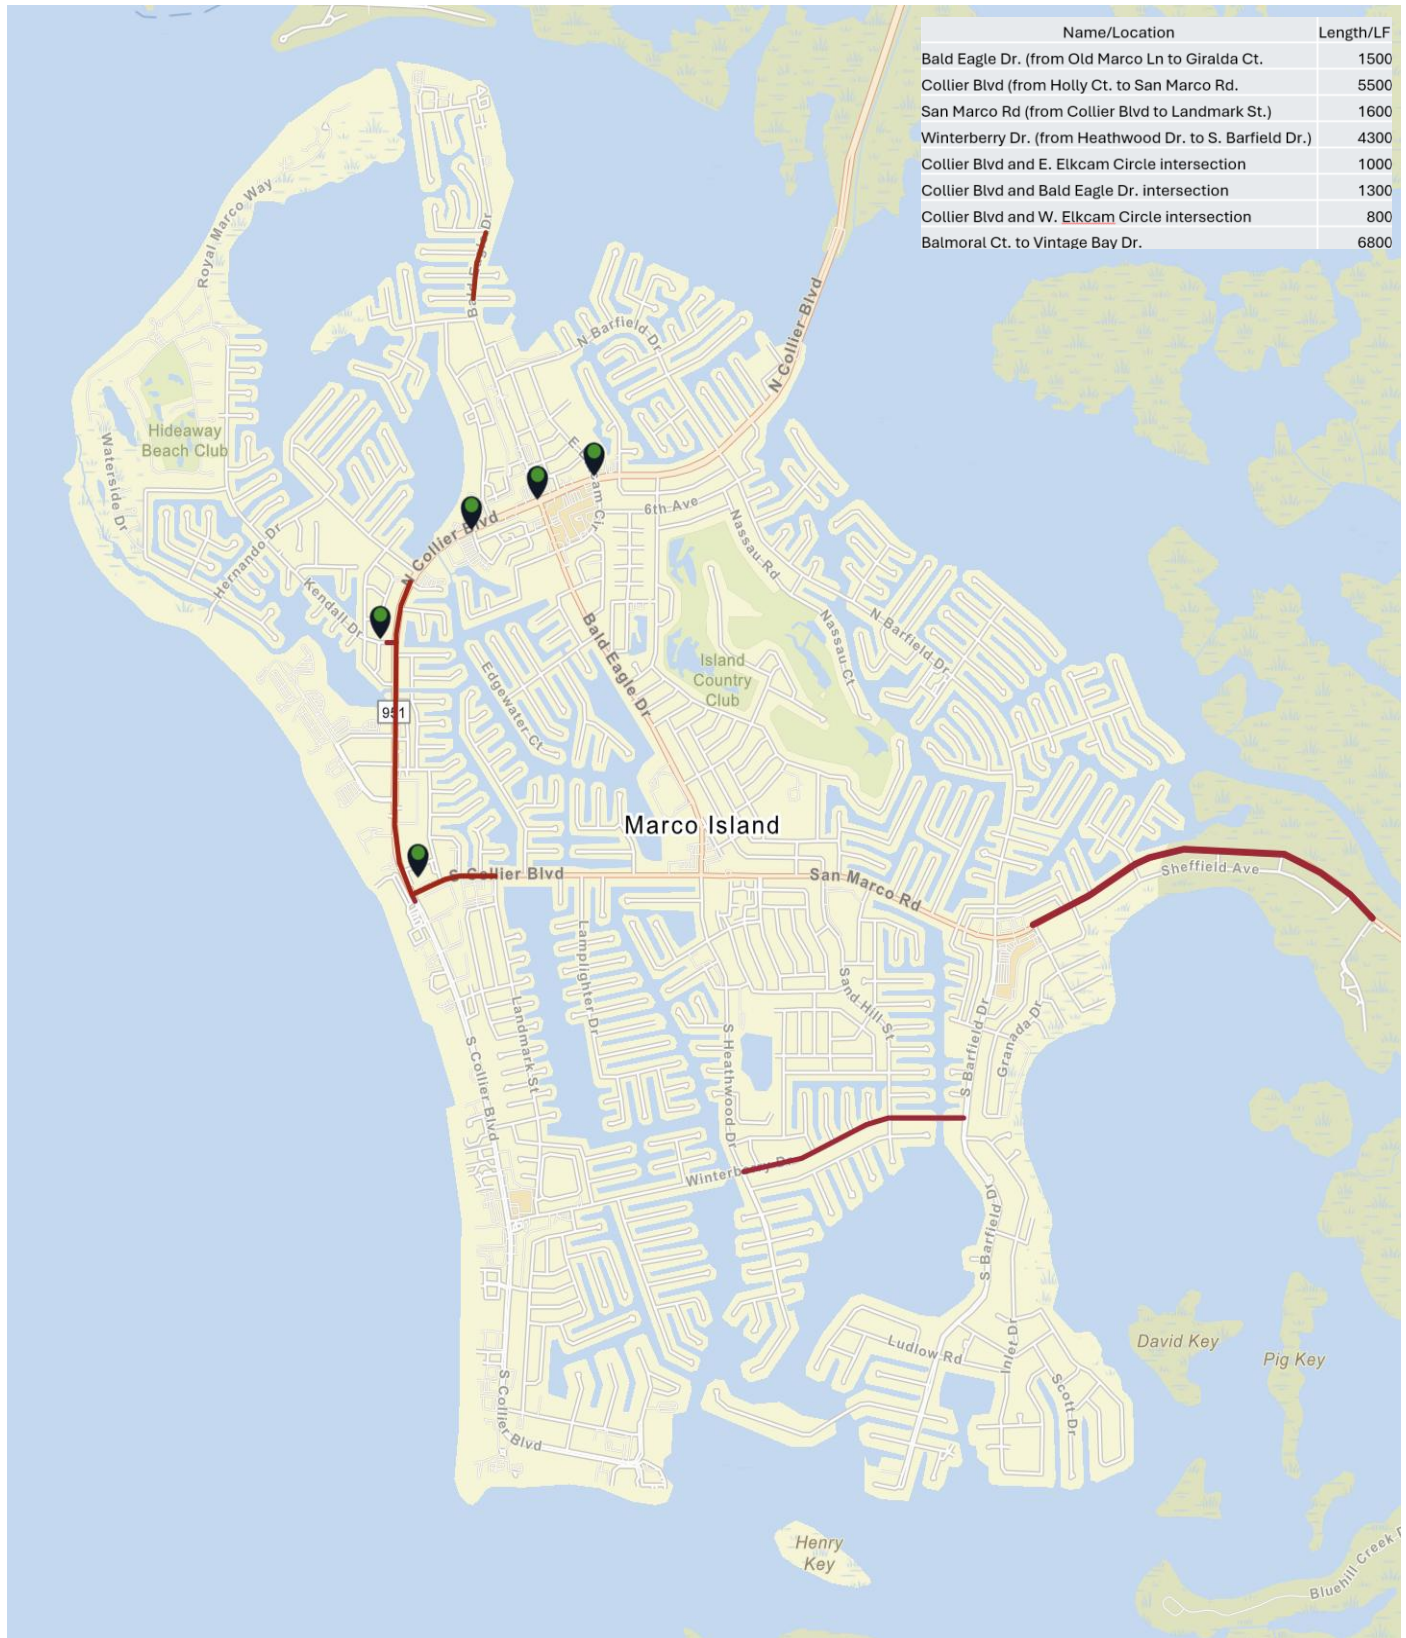 Name/Location Length/LF
Bald Eagle Dr. (from Old Marco Ln to Giralda Ct. 1500
Collier Blvd (from Holly Ct. to San Marco Rd. 5500
San Marco Rd (from Collier Blvd to Landmark St.) 1600
Winterberry Dr. (from Heathwood Dr. to S. Barfield Dr.) 4300
Collier Blvd and E. Elkcam Circle intersection 1000
Collier Blvd and Bald Eagle Dr. intersection 1300
Collier Blvd and W. Elkcam Circle intersection 800
Balmoral Ct. to Vintage Bay Dr. 6800
Royal Marco Way
Bald Eagle Dr
N Barfield Dr
N Collier Blvd
Hideaway
Beach Club
Waterside Dr
6th Ave
N Collier Blvd
Nassau Rd
Hernando Dr
Kendall Dr
Bald Eagle Dr
Nassau Ct
N Barfield Dr
Island
Country
Club
Edgewater Ct
951
Marco Island
S Collier Blvd
San Marco Rd
Sheffield Ave
Lamplighter Dr
Sand Hill St
Landmark St
S Heathwood Dr
S Barfield Dr
Granada Dr
S Collier Blvd
Winterberry Dr
S Barfield Dr
Ludlow Rd
Inlet Dr
Scott Dr
David Key
Pig Key
S Collier Blvd
Henry
Key
Bluehill Creek